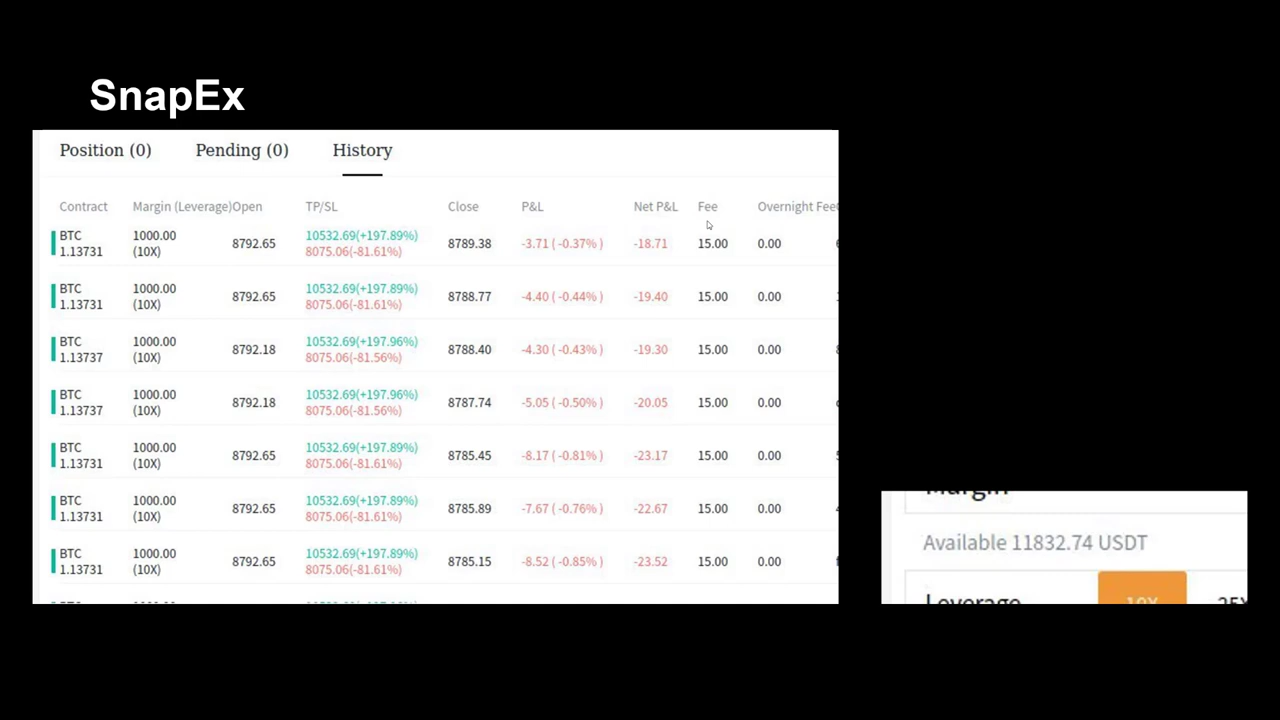 SnapEx
Position (0) Pending (0) History
Contract Margin (Leverage) Open TP/SL Close P&L Net P&L Fee Overnight Fee
BTC 1000.00 10532.69(+197.89%)
8792.65 8789.38 -3.71 ( -0.37% ) -18.71 15.00 0.00
1.13731 (10X) 8075.06(-81.61%)
BTC 1000.00 10532.69(+197.89%)
8792.65 8788.77 -4.40 ( -0.44% ) -19.40 15.00 0.00
1.13731 (10X) 8075.06(-81.61%)
BTC 1000.00 10532.69(+197.96%)
8792.18 8788.40 -4.30 ( -0.43% ) -19.30 15.00 0.00
1.13737 (10X) 8075.06(-81.56%)
BTC 1000.00 10532.69(+197.96%)
8792.18 8787.74 -5.05 ( -0.50% ) -20.05 15.00 0.00
1.13737 (10X) 8075.06(-81.56%)
BTC 1000.00 10532.69(+197.89%)
8792.65 8785.45 -8.17 ( -0.81% ) -23.17 15.00 0.00
1.13731 (10X) 8075.06(-81.61%)
BTC 1000.00 10532.69(+197.89%)
8792.65 8785.89 -7.67 ( -0.76% ) -22.67 15.00 0.00
1.13731 (10X) 8075.06(-81.61%)
BTC 1000.00 10532.69(+197.89%)
8792.65 8785.15 -8.52 ( -0.85% ) -23.52 15.00 0.00
1.13731 (10X) 8075.06(-81.61%)
Margin
Available 11832.74 USDT
Leverage 10X 25X